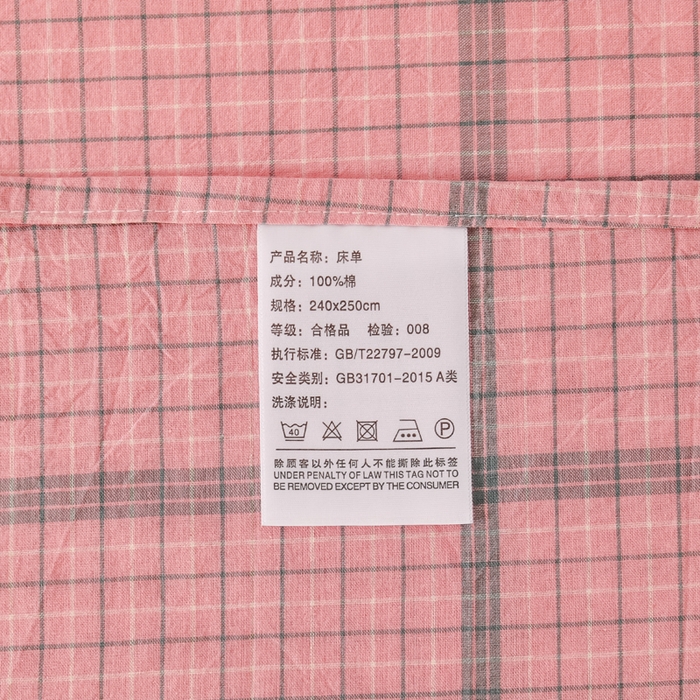 产品名称：床单
成分：100%棉
规格：240x250cm
等级：合格品 检验：008
执行标准：GB/T22797-2009
安全类别：GB31701-2015 A类
洗涤说明：
40 P
除顾客以外任何人不能撕除此标签
UNDER PENALTY OF LAW THIS TAG NOT TO
BE REMOVED EXCEPT BY THE CONSUMER